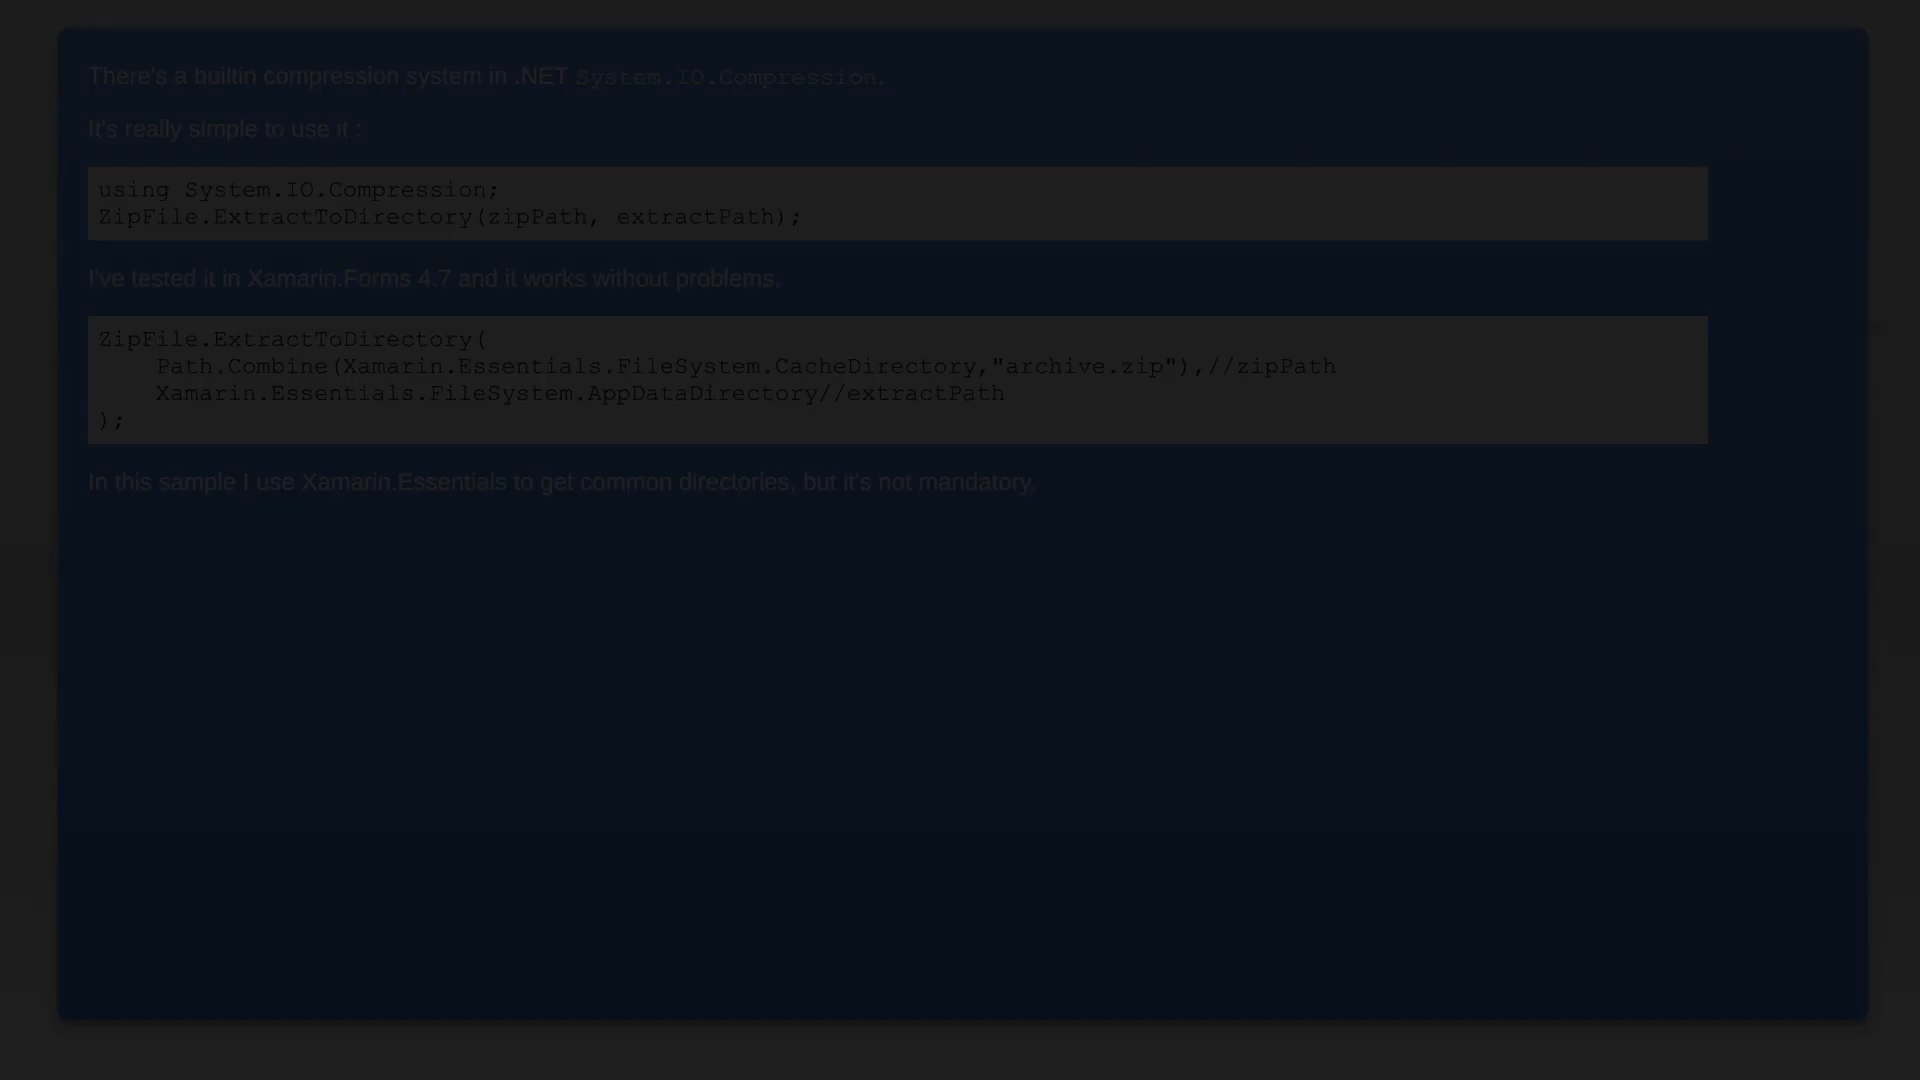 There's a builtin compression system in .NET System.IO.Compression.
It's really simple to use it :
using System.IO.Compression;
ZipFile.ExtractToDirectory(zipPath, extractPath);
I've tested it in Xamarin.Forms 4.7 and it works without problems.
ZipFile.ExtractToDirectory(
    Path.Combine(Xamarin.Essentials.FileSystem.CacheDirectory,"archive.zip"),//zipPath
    Xamarin.Essentials.FileSystem.AppDataDirectory//extractPath
);
In this sample I use Xamarin.Essentials to get common directories, but it's not mandatory.